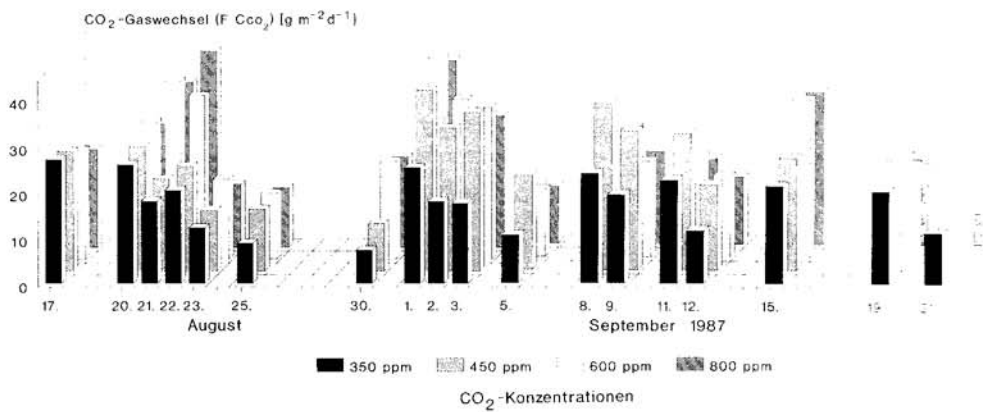 CO₂-Gaswechsel (F Cco₂) [g m⁻² d⁻¹]
40
30
20
10
0
17. 20. 21. 22. 23. 25. 30. 1. 2. 3. 5. 8. 9. 11. 12. 15. 19.
August September 1987
350 ppm 450 ppm 600 ppm 800 ppm
CO₂-Konzentrationen